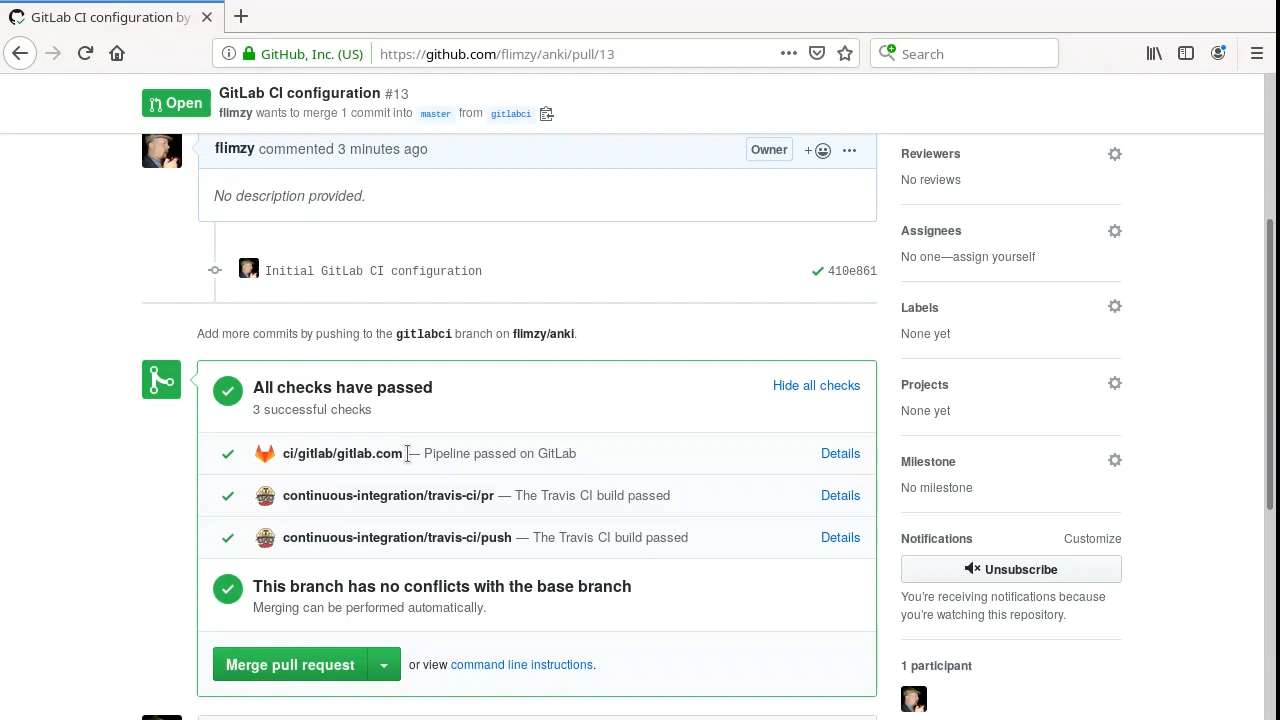 GitLab CI configuration by
GitHub, Inc. (US)
https://github.com/flimzy/anki/pull/13
Search
Open
GitLab CI configuration #13
flimzy wants to merge 1 commit into master from gitlabci
flimzy commented 3 minutes ago
Owner
No description provided.
Initial GitLab CI configuration
410e861
Add more commits by pushing to the gitlabci branch on flimzy/anki.
All checks have passed
Hide all checks
3 successful checks
ci/gitlab/gitlab.com — Pipeline passed on GitLab
Details
continuous-integration/travis-ci/pr — The Travis CI build passed
Details
continuous-integration/travis-ci/push — The Travis CI build passed
Details
This branch has no conflicts with the base branch
Merging can be performed automatically.
Merge pull request
or view command line instructions.
Reviewers
No reviews
Assignees
No one—assign yourself
Labels
None yet
Projects
None yet
Milestone
No milestone
Notifications
Customize
Unsubscribe
You're receiving notifications because
you're watching this repository.
1 participant